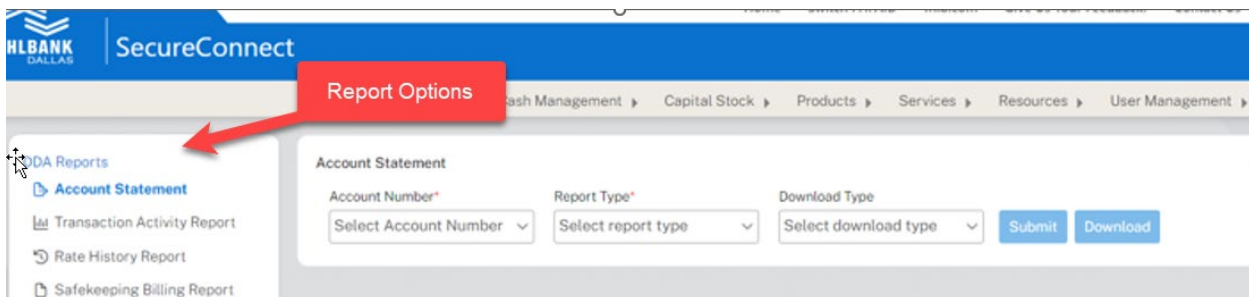 HLBANK
DALLAS
SecureConnect
Report Options
Cash Management
Capital Stock
Products
Services
Resources
User Management
DDA Reports
Account Statement
Transaction Activity Report
Rate History Report
Safekeeping Billing Report
Account Statement
Account Number*
Report Type*
Download Type
Select Account Number
Select report type
Select download type
Submit
Download